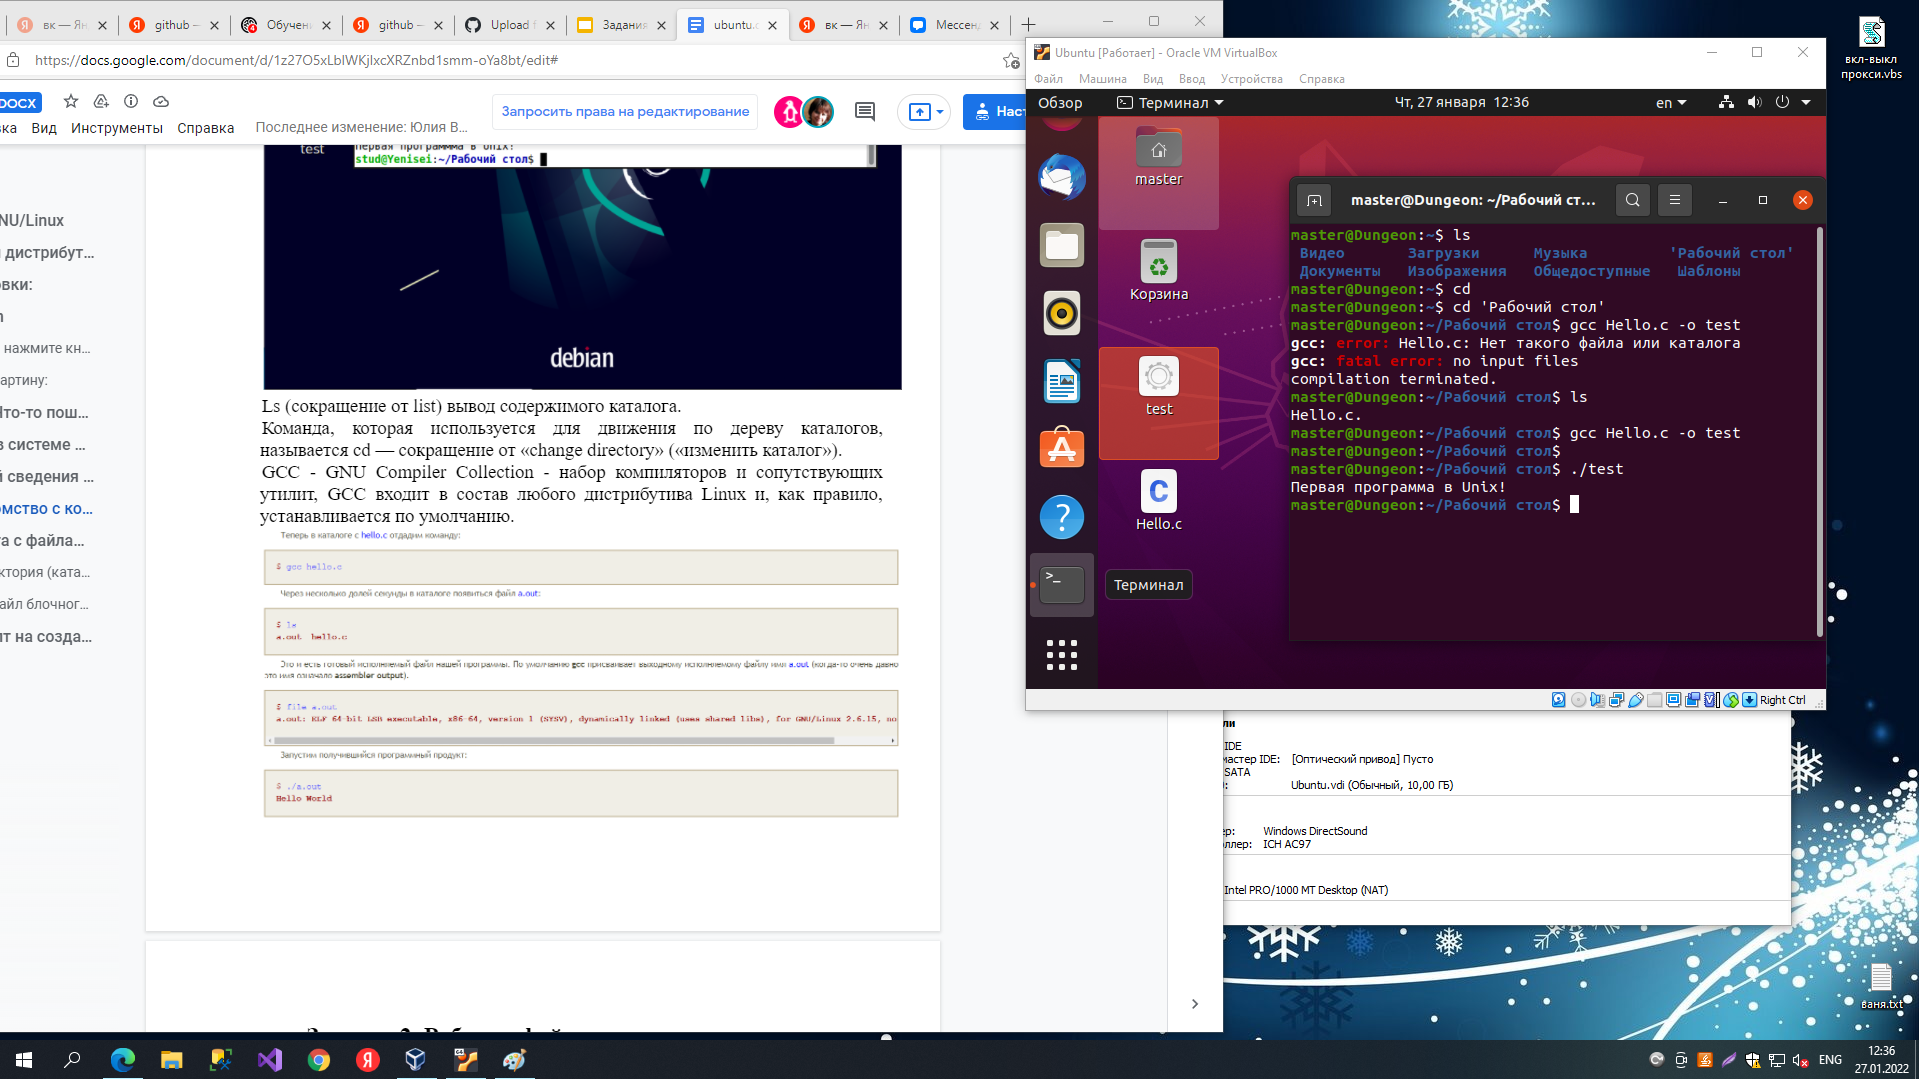 вк — Ян
github —
Обучени
github —
Upload f
Задания
ubuntu.
вк — Ян
Мессен
https://docs.google.com/document/d/1z27O5xLblWKjlxcXRZnbd1smm-oYa8bt/edit#
DOCX
Запросить права на редактирование
Наст
ка Вид Инструменты Справка Последнее изменение: Юлия В...
NU/Linux
дистрибут...
овки:
нажмите кн...
артину:
Что-то пош...
в системе ...
й сведения ...
омство с ко...
а с файла...
ктория (ката...
айл блочног...
нт на созда...
test
Первая программма в Unix!
stud@Yenisei:~/Рабочий стол$
debian
Ls (сокращение от list) вывод содержимого каталога.
Команда, которая используется для движения по дереву каталогов,
называется cd — сокращение от «change directory» («изменить каталог»).
GCC - GNU Compiler Collection - набор компиляторов и сопутствующих
утилит, GCC входит в состав любого дистрибутива Linux и, как правило,
устанавливается по умолчанию.
Теперь в каталоге с hello.c отдадим команду:
$ gcc hello.c
Через несколько долей секунды в каталоге появиться файл a.out:
$ ls
a.out hello.c
Это и есть готовый исполняемый файл нашей программы. По умолчанию gcc присваивает выходному исполняемому файлу имя a.out (когда-то очень давно
это имя означало assembler output).
$ file a.out
a.out: ELF 64-bit LSB executable, x86-64, version 1 (SYSV), dynamically linked (uses shared libs), for GNU/Linux 2.6.15, no
Запустим получившийся программный продукт:
$ ./a.out
Hello World
Ubuntu [Работает] - Oracle VM VirtualBox
Файл Машина Вид Ввод Устройства Справка
Обзор Терминал Чт, 27 января 12:36 en
master
Корзина
test
Hello.c
Терминал
master@Dungeon: ~/Рабочий ст...
master@Dungeon:~$ ls
Видео Загрузки Музыка 'Рабочий стол'
Документы Изображения Общедоступные Шаблоны
master@Dungeon:~$ cd
master@Dungeon:~$ cd 'Рабочий стол'
master@Dungeon:~/Рабочий стол$ gcc Hello.c -o test
gcc: error: Hello.c: Нет такого файла или каталога
gcc: fatal error: no input files
compilation terminated.
master@Dungeon:~/Рабочий стол$ ls
Hello.c.
master@Dungeon:~/Рабочий стол$ gcc Hello.c -o test
master@Dungeon:~/Рабочий стол$
master@Dungeon:~/Рабочий стол$ ./test
Первая программа в Unix!
master@Dungeon:~/Рабочий стол$
Right Ctrl
ли
IDE
мастер IDE: [Оптический привод] Пусто
SATA
Ubuntu.vdi (Обычный, 10,00 ГБ)
ер: Windows DirectSound
ллер: ICH AC97
Intel PRO/1000 MT Desktop (NAT)
вкл-выкл
прокси.vbs
ваня.txt
ENG
12:36
27.01.2022